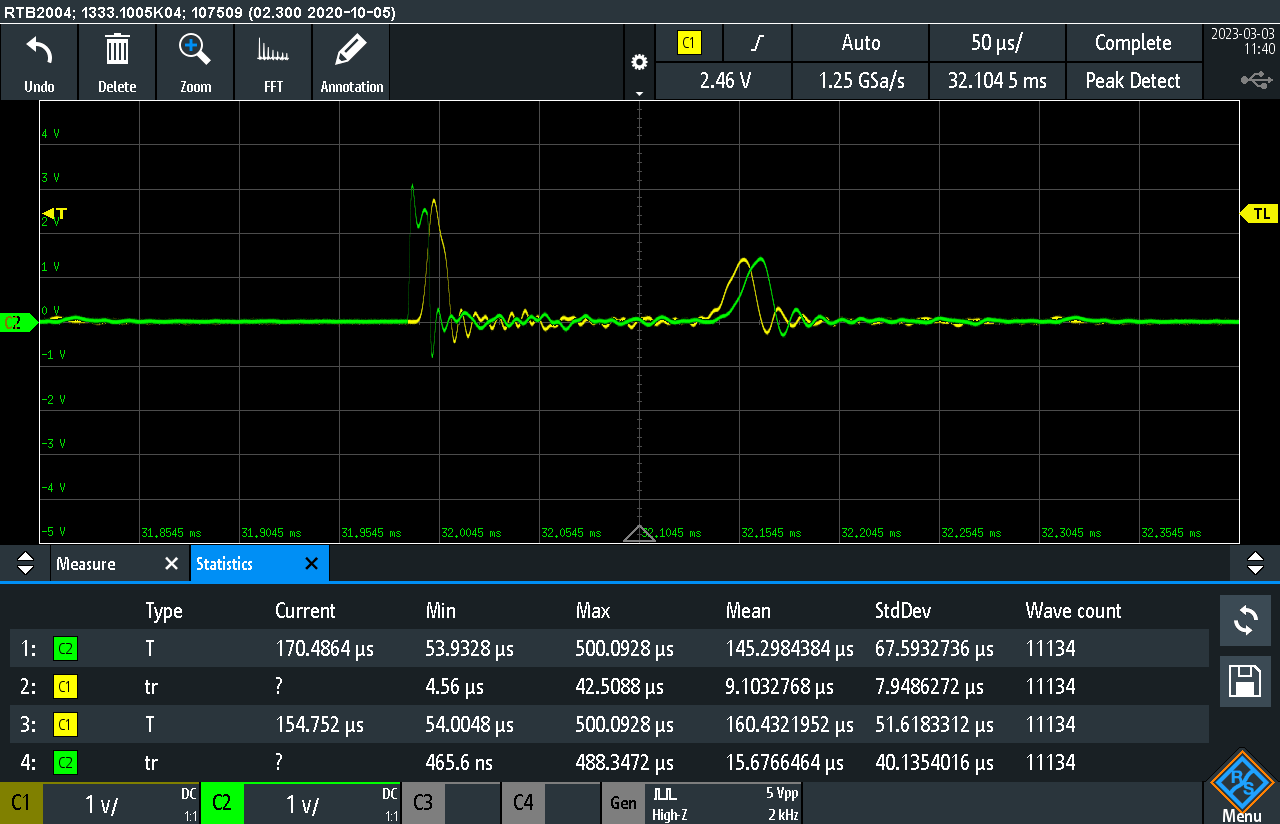 RTB2004; 1333.1005K04; 107509 (02.300 2020-10-05)
Undo Delete Zoom FFT Annotation
C1 Auto 50 µs/ Complete
2.46 V 1.25 GSa/s 32.104 5 ms Peak Detect
2023-03-03
11:40
4 V
3 V
T TL
2 V
1 V
0 V
C2
-1 V
-2 V
-3 V
-4 V
-5 V 31.8545 ms 31.9045 ms 31.9545 ms 32.0045 ms 32.0545 ms 32.1045 ms 32.1545 ms 32.2045 ms 32.2545 ms 32.3045 ms 32.3545 ms
Measure Statistics
Type Current Min Max Mean StdDev Wave count
1: C2 T 170.4864 µs 53.9328 µs 500.0928 µs 145.2984384 µs 67.5932736 µs 11134
2: C1 tr ? 4.56 µs 42.5088 µs 9.1032768 µs 7.9486272 µs 11134
3: C1 T 154.752 µs 54.0048 µs 500.0928 µs 160.4321952 µs 51.6183312 µs 11134
4: C2 tr ? 465.6 ns 488.3472 µs 15.6766464 µs 40.1354016 µs 11134
C1 1 V/ DC 1:1 C2 1 V/ DC 1:1 C3 C4 Gen High-Z 5 Vpp 2 kHz
R&S
Menu